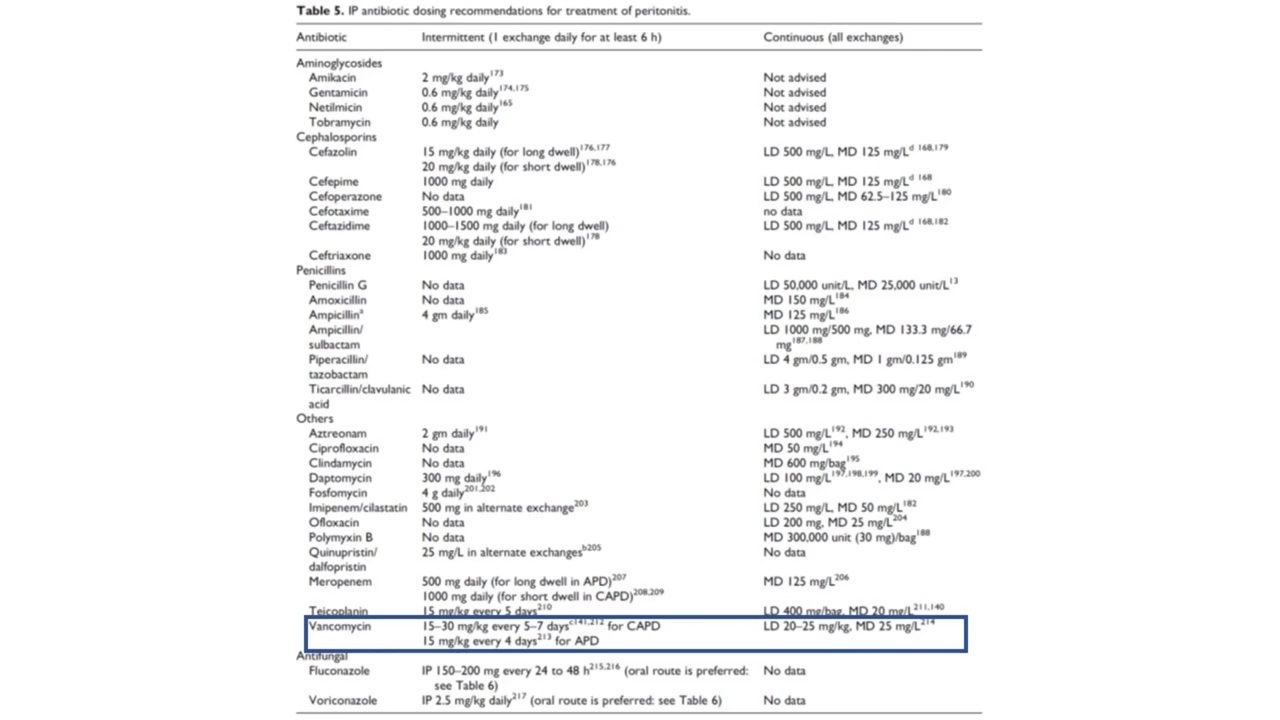 Table 5. IP antibiotic dosing recommendations for treatment of peritonitis.
Antibiotic Intermittent (1 exchange daily for at least 6 h) Continuous (all exchanges)
Aminoglycosides
Amikacin 2 mg/kg daily173 Not advised
Gentamicin 0.6 mg/kg daily174,175 Not advised
Netilmicin 0.6 mg/kg daily165 Not advised
Tobramycin 0.6 mg/kg daily Not advised
Cephalosporins
Cefazolin 15 mg/kg daily (for long dwell)176,177 LD 500 mg/L, MD 125 mg/Ld 168,179
20 mg/kg daily (for short dwell)178,176
Cefepime 1000 mg daily LD 500 mg/L, MD 125 mg/Ld 168
Cefoperazone No data LD 500 mg/L, MD 62.5–125 mg/L180
Cefotaxime 500–1000 mg daily181 no data
Ceftazidime 1000–1500 mg daily (for long dwell) LD 500 mg/L, MD 125 mg/Ld 168,182
20 mg/kg daily (for short dwell)178
Ceftriaxone 1000 mg daily183 No data
Penicillins
Penicillin G No data LD 50,000 unit/L, MD 25,000 unit/L13
Amoxicillin No data MD 150 mg/L184
Ampicillina 4 gm daily185 MD 125 mg/L186
Ampicillin/ LD 1000 mg/500 mg, MD 133.3 mg/66.7
sulbactam mg187,188
Piperacillin/ No data LD 4 gm/0.5 gm, MD 1 gm/0.125 gm189
tazobactam
Ticarcillin/clavulanic No data LD 3 gm/0.2 gm, MD 300 mg/20 mg/L190
acid
Others
Aztreonam 2 gm daily191 LD 500 mg/L192, MD 250 mg/L192,193
Ciprofloxacin No data MD 50 mg/L194
Clindamycin No data MD 600 mg/bag195
Daptomycin 300 mg daily196 LD 100 mg/L197,198,199, MD 20 mg/L197,200
Fosfomycin 4 g daily201,202 No data
Imipenem/cilastatin 500 mg in alternate exchange203 LD 250 mg/L, MD 50 mg/L182
Ofloxacin No data LD 200 mg, MD 25 mg/L204
Polymyxin B No data MD 300,000 unit (30 mg)/bag188
Quinupristin/ 25 mg/L in alternate exchangesb205 No data
dalfopristin
Meropenem 500 mg daily (for long dwell in APD)207 MD 125 mg/L206
1000 mg daily (for short dwell in CAPD)208,209
Teicoplanin 15 mg/kg every 5 days210 LD 400 mg/bag, MD 20 mg/L211,140
Vancomycin 15–30 mg/kg every 5–7 daysc141,212 for CAPD LD 20–25 mg/kg, MD 25 mg/L214
15 mg/kg every 4 days213 for APD
Antifungal
Fluconazole IP 150–200 mg every 24 to 48 h215,216 (oral route is preferred: No data
see Table 6)
Voriconazole IP 2.5 mg/kg daily217 (oral route is preferred: see Table 6) No data